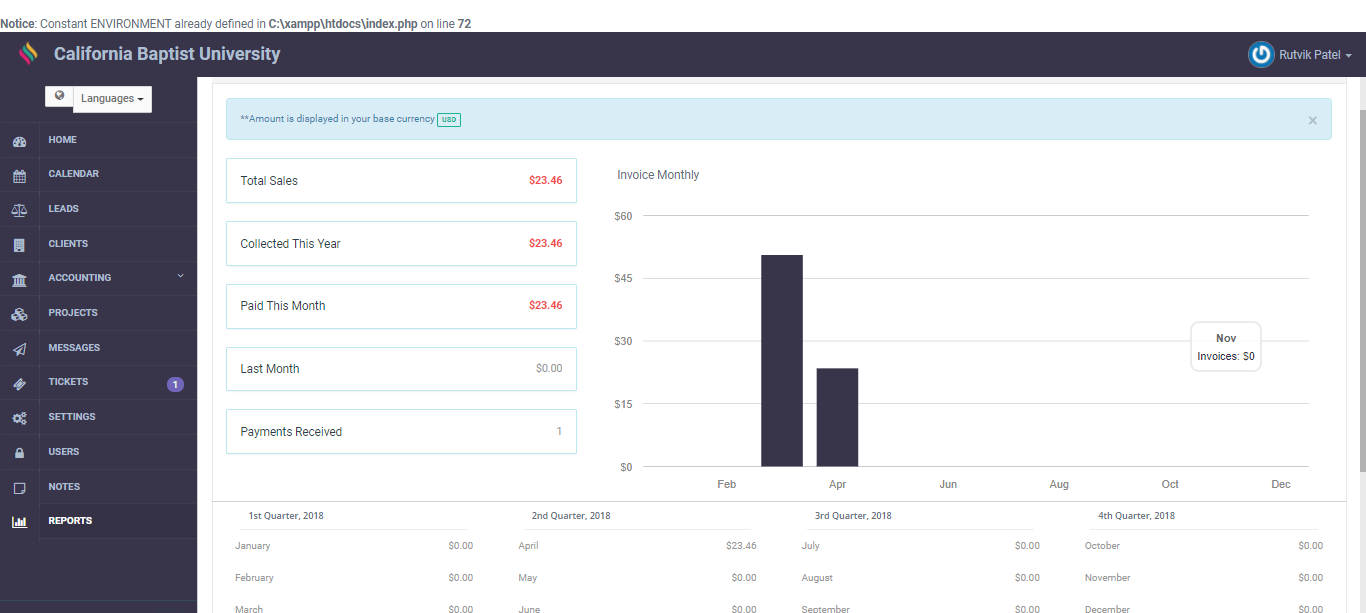 Notice: Constant ENVIRONMENT already defined in C:\xampp\htdocs\index.php on line 72
California Baptist University
Rutvik Patel
Languages
HOME
CALENDAR
LEADS
CLIENTS
ACCOUNTING
PROJECTS
MESSAGES
TICKETS 1
SETTINGS
USERS
NOTES
REPORTS
**Amount is displayed in your base currency USD
×
Total Sales $23.46
Collected This Year $23.46
Paid This Month $23.46
Last Month $0.00
Payments Received 1
Invoice Monthly
$60
$45
$30
$15
$0
Nov
Invoices: $0
Feb Apr Jun Aug Oct Dec
1st Quarter, 2018 2nd Quarter, 2018 3rd Quarter, 2018 4th Quarter, 2018
January $0.00 April $23.46 July $0.00 October $0.00
February $0.00 May $0.00 August $0.00 November $0.00
March $0.00 June $0.00 September $0.00 December $0.00